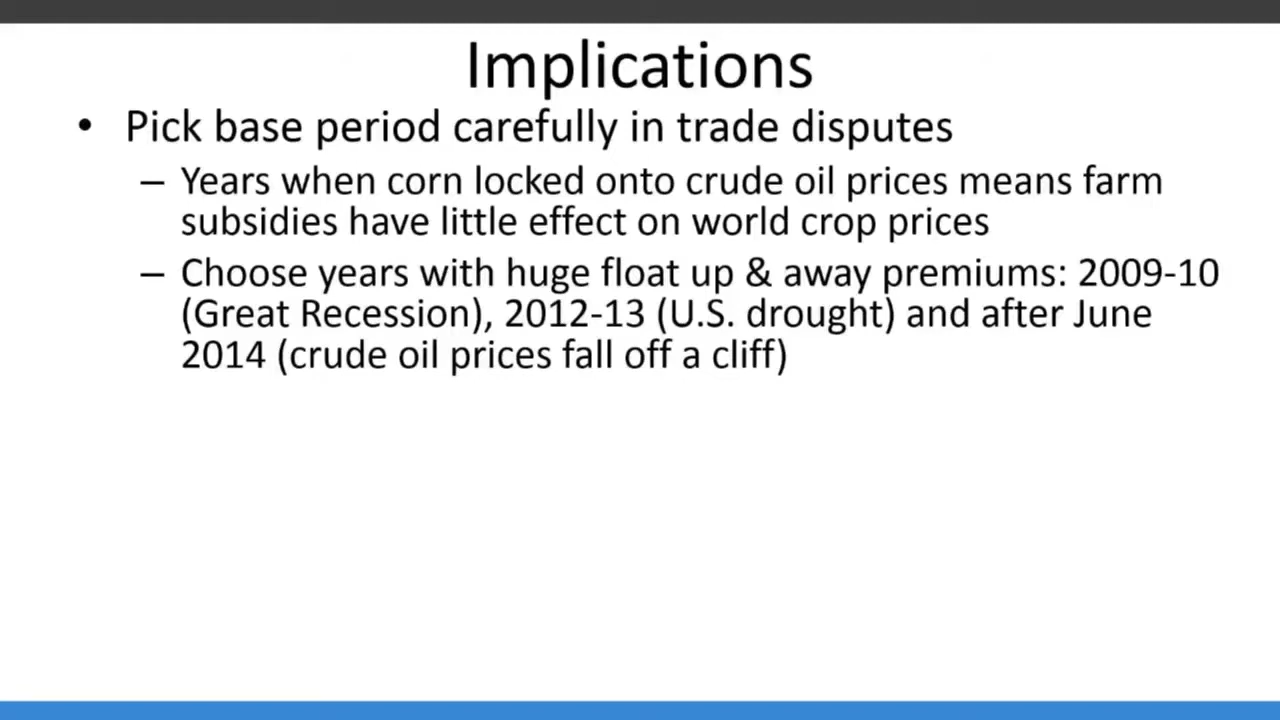 Implications
• Pick base period carefully in trade disputes
– Years when corn locked onto crude oil prices means farm
subsidies have little effect on world crop prices
– Choose years with huge float up & away premiums: 2009-10
(Great Recession), 2012-13 (U.S. drought) and after June
2014 (crude oil prices fall off a cliff)